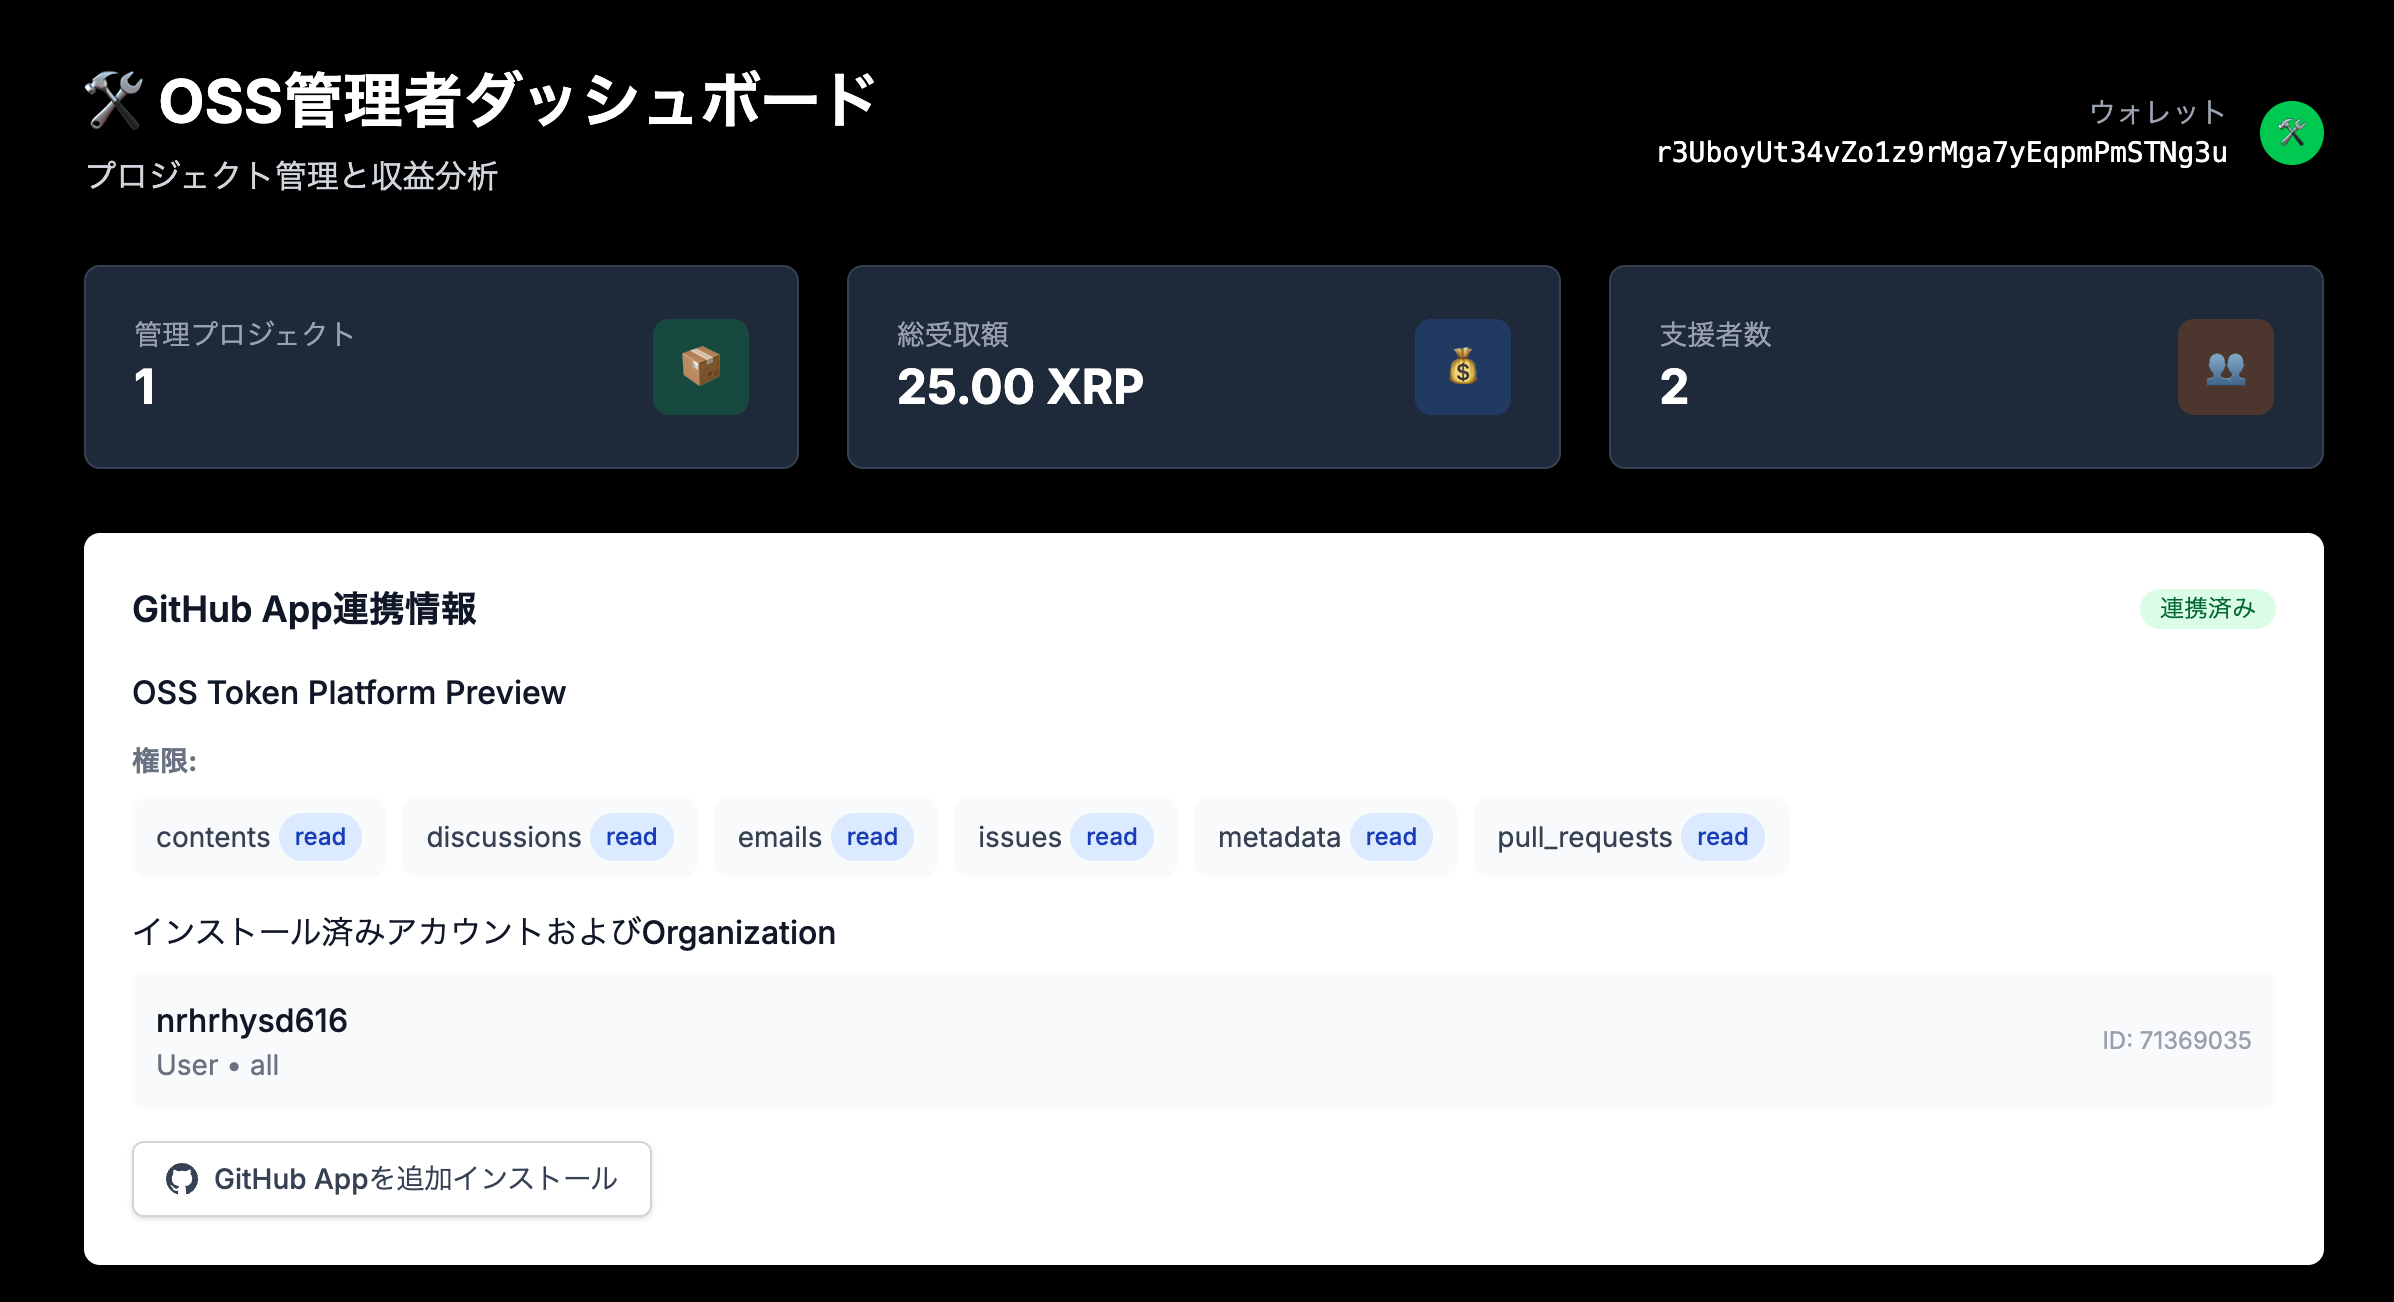 OSS管理者ダッシュボード
プロジェクト管理と収益分析
ウォレット
r3UboyUt34vZo1z9rMga7yEqpmPmSTNg3u
管理プロジェクト
1
総受取額
25.00 XRP
支援者数
2
GitHub App連携情報
連携済み
OSS Token Platform Preview
権限:
contents read discussions read emails read issues read metadata read pull_requests read
インストール済みアカウントおよびOrganization
nrhrhysd616
User • all
ID: 71369035
GitHub Appを追加インストール